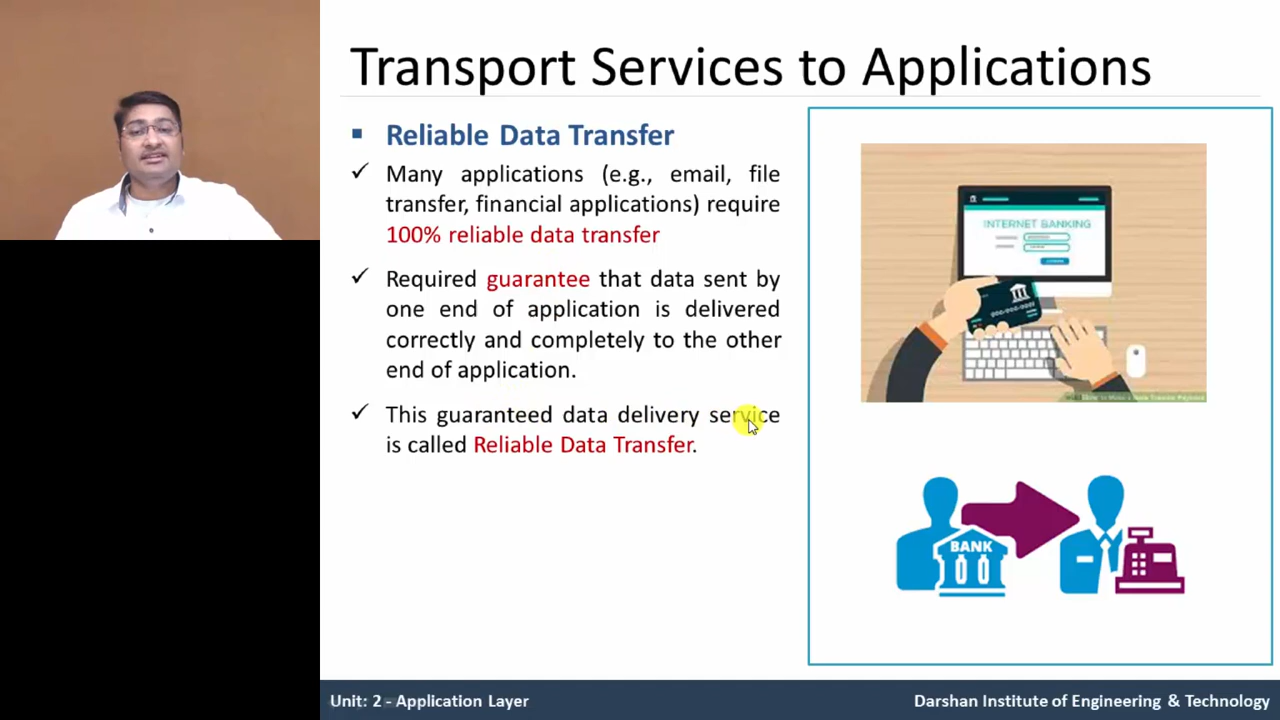 Transport Services to Applications
Reliable Data Transfer
Many applications (e.g., email, file
transfer, financial applications) require
100% reliable data transfer
Required guarantee that data sent by
one end of application is delivered
correctly and completely to the other
end of application.
This guaranteed data delivery service
is called Reliable Data Transfer.
INTERNET BANKING
BANK
Unit: 2 - Application Layer
Darshan Institute of Engineering & Technology